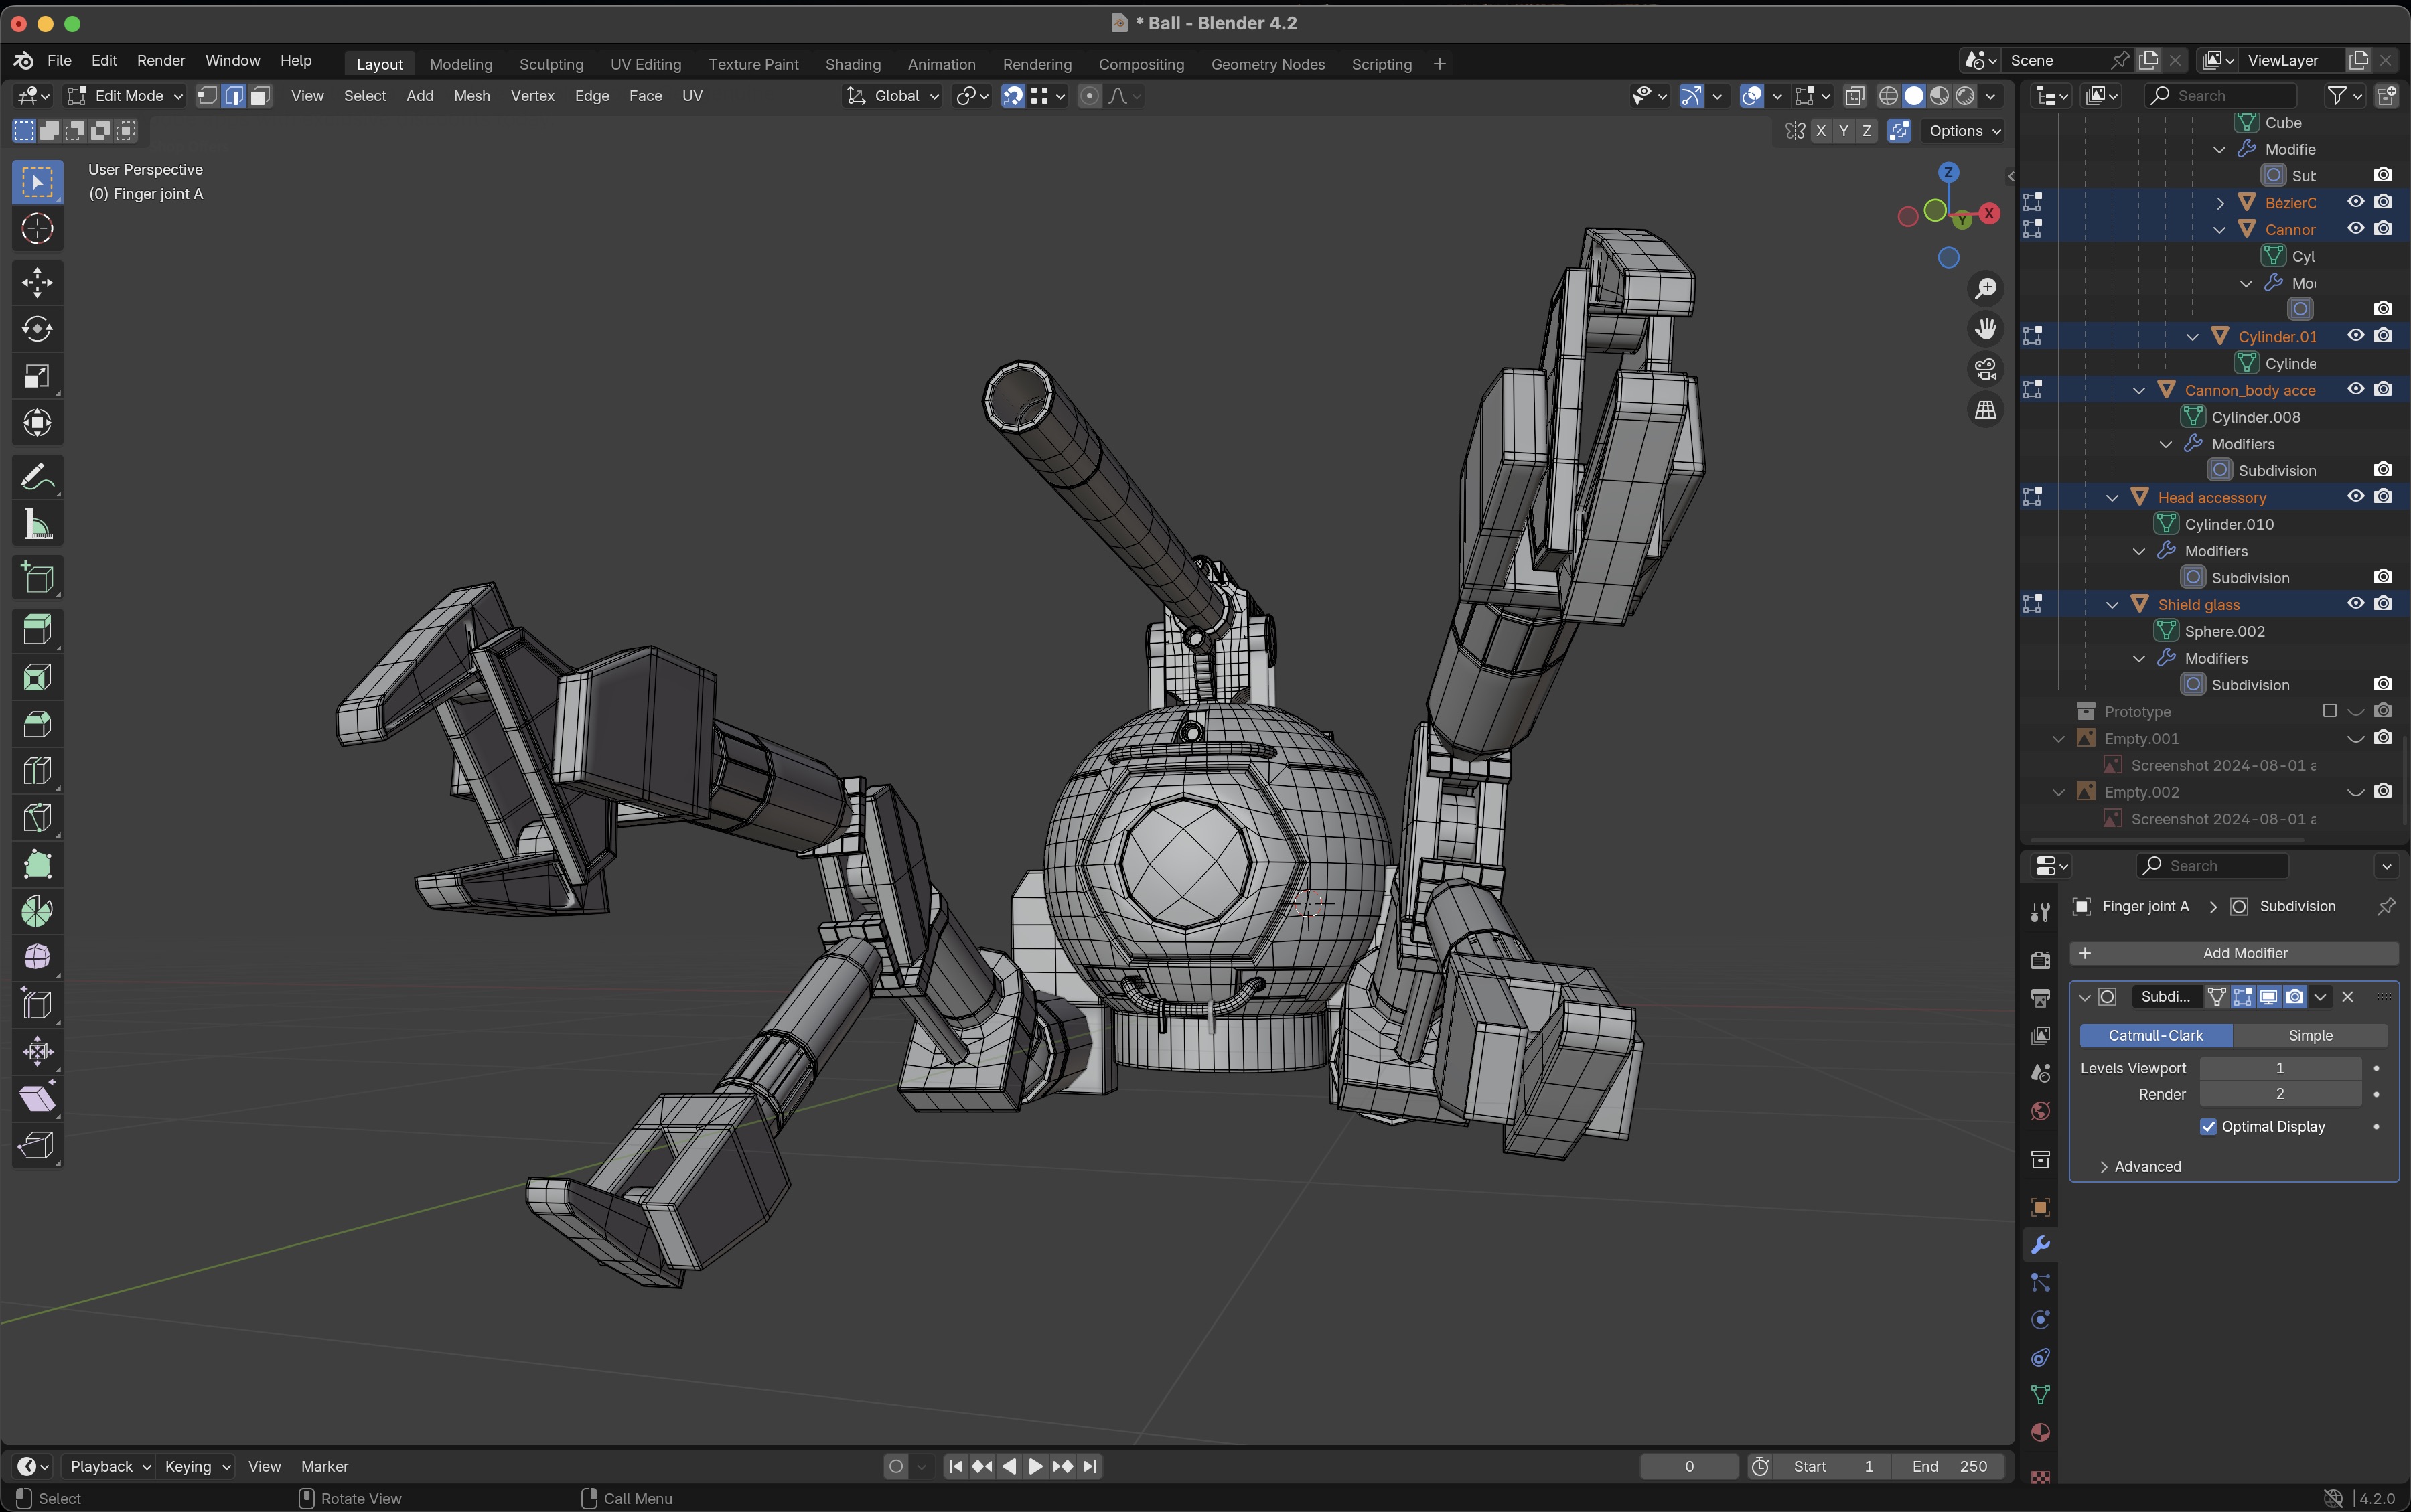 * Ball - Blender 4.2
File Edit Render Window Help
Layout Modeling Sculpting UV Editing Texture Paint Shading Animation Rendering Compositing Geometry Nodes Scripting +
Scene
ViewLayer
Edit Mode View Select Add Mesh Vertex Edge Face UV
Global
Search
X Y Z Options
User Perspective
(0) Finger joint A
Z
X
Y
Cube
Modifie
Sub
BézierC
Cannor
Cyl
Mo
Cylinder.01
Cylinde
Cannon_body acce
Cylinder.008
Modifiers
Subdivision
Head accessory
Cylinder.010
Modifiers
Subdivision
Shield glass
Sphere.002
Modifiers
Subdivision
Prototype
Empty.001
Screenshot 2024-08-01 a
Empty.002
Screenshot 2024-08-01 a
Search
Finger joint A > Subdivision
+ Add Modifier
Subdi...
Catmull-Clark Simple
Levels Viewport 1
Render 2
Optimal Display
Advanced
Playback Keying View Marker
0
Start 1
End 250
Select Rotate View Call Menu
4.2.0